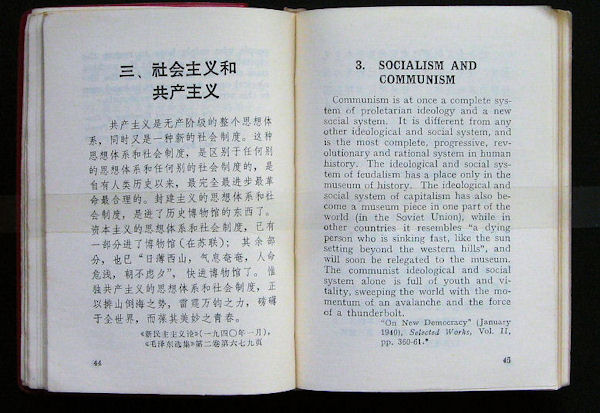 三、社会主义和
共产主义
共产主义是无产阶级的整个思想体
系,同时又是一种新的社会制度。这种
思想体系和社会制度,是区别于任何别
的思想体系和任何别的社会制度的,是
自有人类历史以来,最完全最进步最革
命最合理的。封建主义的思想体系和社
会制度,是进了历史博物馆的东西了。
资本主义的思想体系和社会制度,已有
一部分进了博物馆(在苏联);其余部
分,也已“日薄西山,气息奄奄,人命
危浅,朝不虑夕”,快进博物馆了。惟
独共产主义的思想体系和社会制度,正
以排山倒海之势,雷霆万钧之力,磅礴
于全世界,而葆其美妙之青春。
《新民主主义论》(一九四〇年一月),
《毛泽东选集》第二卷第六七九页
44
3. SOCIALISM AND
COMMUNISM
Communism is at once a complete sys-
tem of proletarian ideology and a new
social system. It is different from any
other ideological and social system, and
is the most complete, progressive, rev-
olutionary and rational system in human
history. The ideological and social sys-
tem of feudalism has a place only in the
museum of history. The ideological and
social system of capitalism has also be-
come a museum piece in one part of the
world (in the Soviet Union), while in
other countries it resembles "a dying
person who is sinking fast, like the sun
setting beyond the western hills", and
will soon be relegated to the museum.
The communist ideological and social
system alone is full of youth and vi-
tality, sweeping the world with the mo-
mentum of an avalanche and the force
of a thunderbolt.
"On New Democracy" (January
1940), Selected Works, Vol. II,
pp. 360-61.*
45